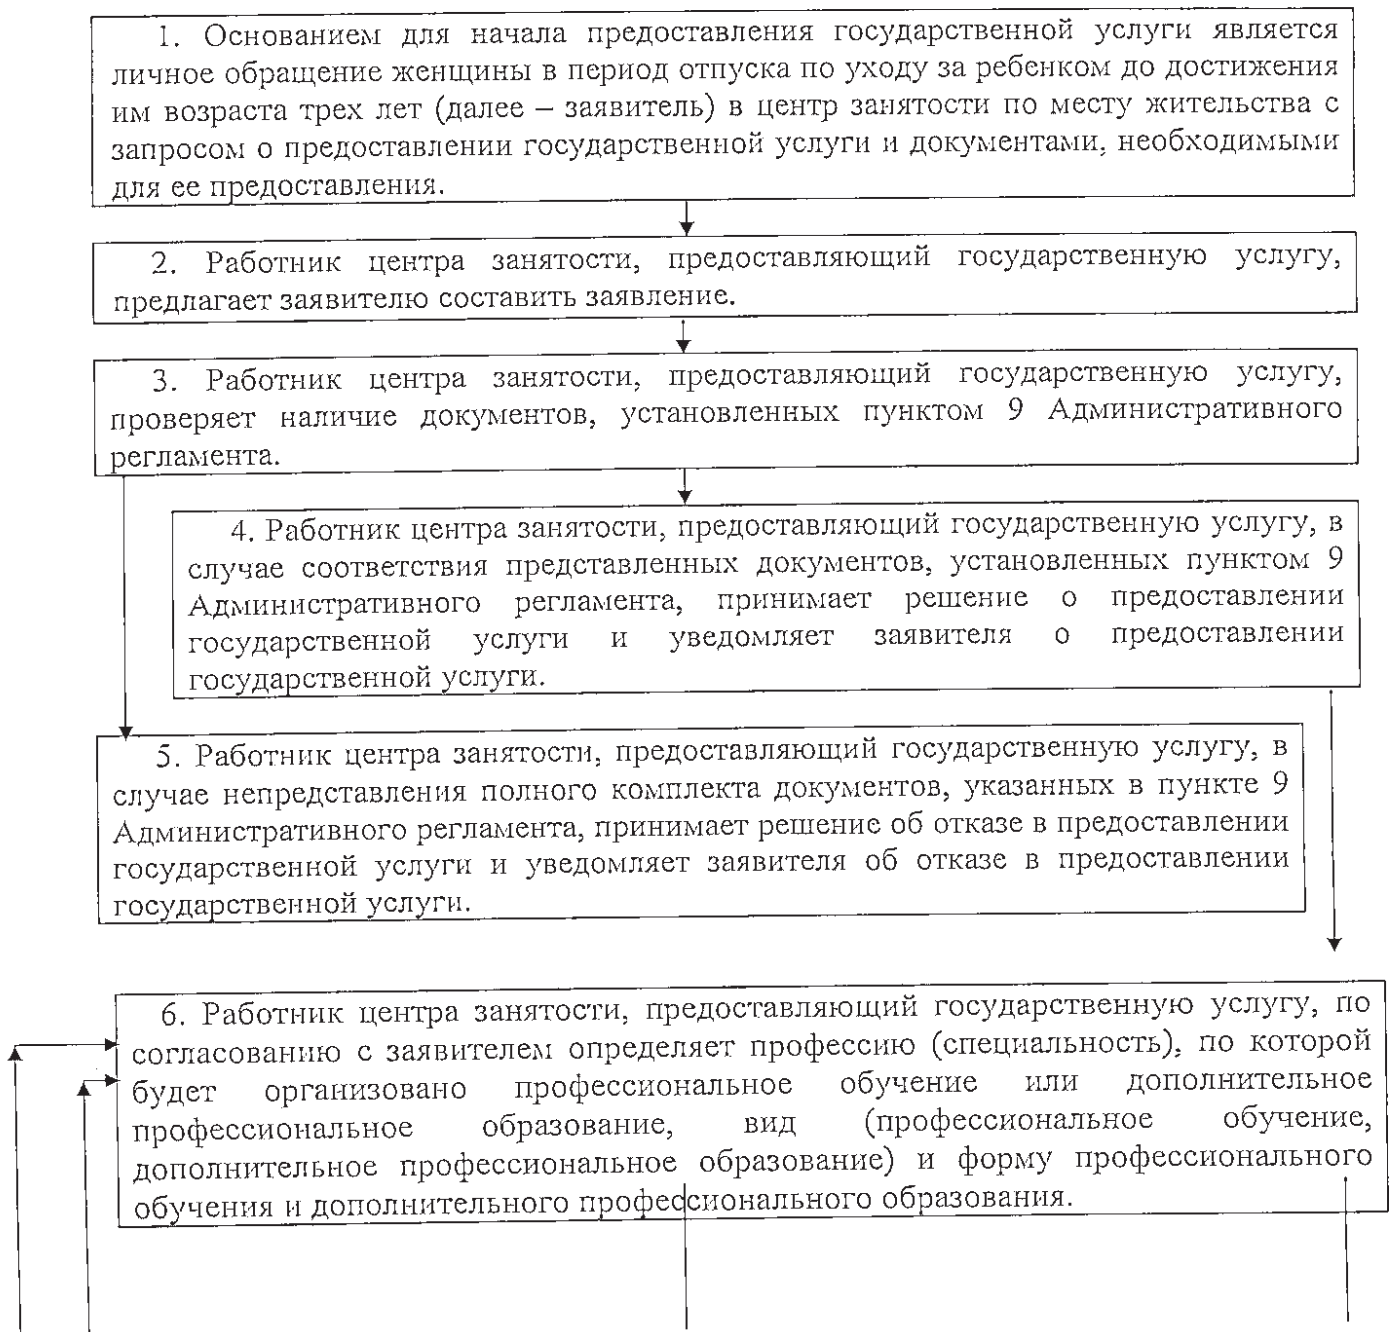 1. Основанием для начала предоставления государственной услуги является
личное обращение женщины в период отпуска по уходу за ребенком до достижения
им возраста трех лет (далее – заявитель) в центр занятости по месту жительства с
запросом о предоставлении государственной услуги и документами, необходимыми
для ее предоставления.
2. Работник центра занятости, предоставляющий государственную услугу,
предлагает заявителю составить заявление.
3. Работник центра занятости, предоставляющий государственную услугу,
проверяет наличие документов, установленных пунктом 9 Административного
регламента.
4. Работник центра занятости, предоставляющий государственную услугу, в
случае соответствия представленных документов, установленных пунктом 9
Административного регламента, принимает решение о предоставлении
государственной услуги и уведомляет заявителя о предоставлении
государственной услуги.
5. Работник центра занятости, предоставляющий государственную услугу, в
случае непредставления полного комплекта документов, указанных в пункте 9
Административного регламента, принимает решение об отказе в предоставлении
государственной услуги и уведомляет заявителя об отказе в предоставлении
государственной услуги.
6. Работник центра занятости, предоставляющий государственную услугу, по
согласованию с заявителем определяет профессию (специальность), по которой
будет организовано профессиональное обучение или дополнительное
профессиональное образование, вид (профессиональное обучение,
дополнительное профессиональное образование) и форму профессионального
обучения и дополнительного профессионального образования.